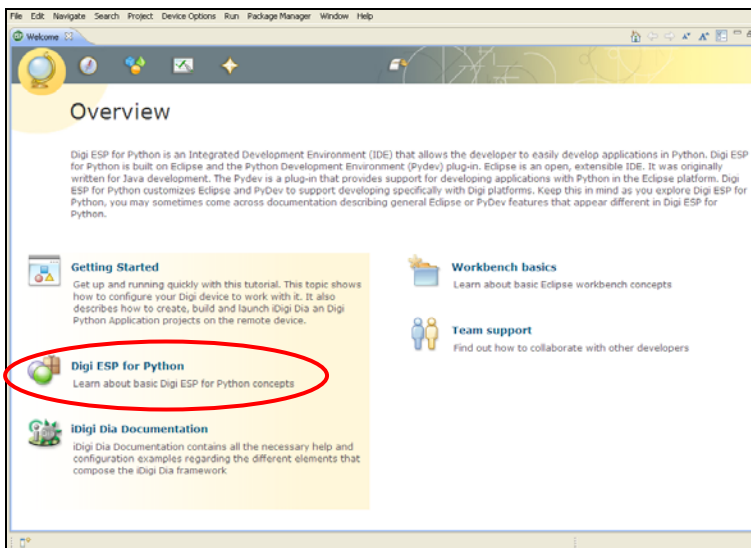 File Edit Navigate Search Project Device Options Run Package Manager Window Help
Welcome
Overview
Digi ESP for Python is an Integrated Development Environment (IDE) that allows the developer to easily develop applications in Python. Digi ESP
for Python is built on Eclipse and the Python Development Environment (Pydev) plug-in. Eclipse is an open, extensible IDE. It was originally
written for Java development. The Pydev is a plug-in that provides support for developing applications with Python in the Eclipse platform. Digi
ESP for Python customizes Eclipse and PyDev to support developing specifically with Digi platforms. Keep this in mind as you explore Digi ESP for
Python, you may sometimes come across documentation describing general Eclipse or PyDev features that appear different in Digi ESP for
Python.
Getting Started
Get up and running quickly with this tutorial. This topic shows
how to configure your Digi device to work with it. It also
describes how to create, build and launch iDigi Dia an Digi
Python Application projects on the remote device.
Digi ESP for Python
Learn about basic Digi ESP for Python concepts
iDigi Dia Documentation
iDigi Dia Documentation contains all the necessary help and
configuration examples regarding the different elements that
compose the iDigi Dia framework
Workbench basics
Learn about basic Eclipse workbench concepts
Team support
Find out how to collaborate with other developers